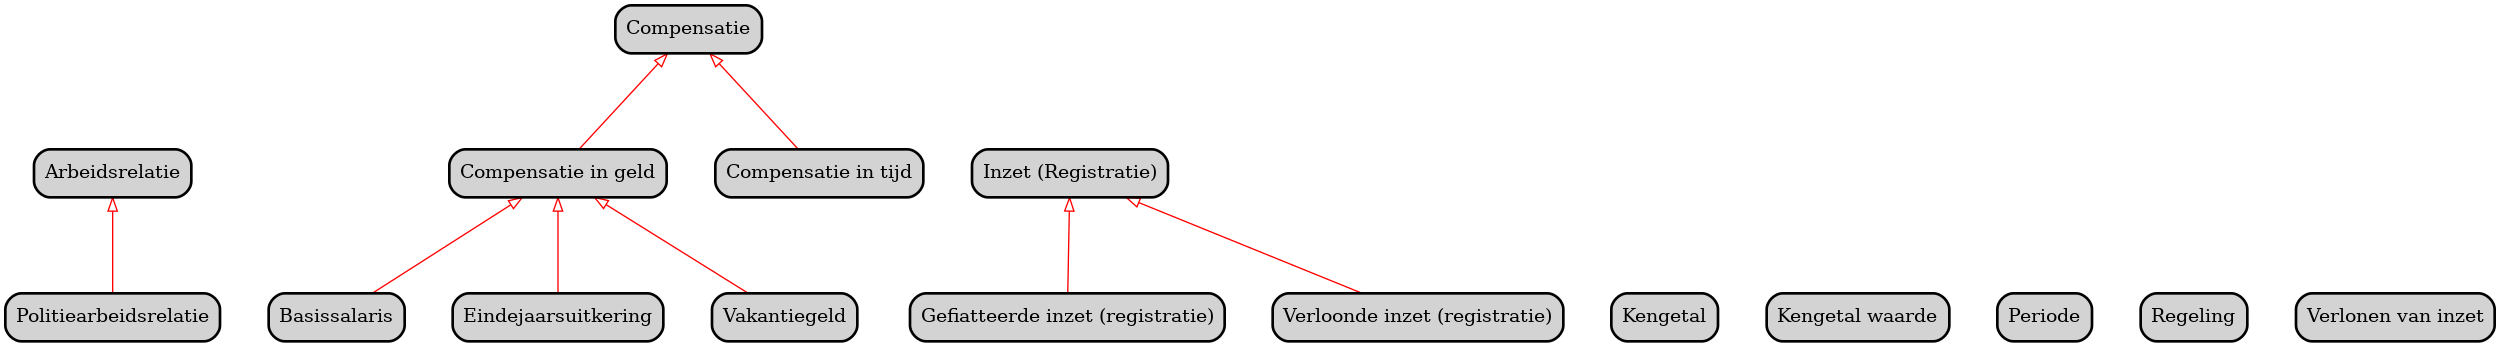 Compensatie
Arbeidsrelatie
Compensatie in geld
Compensatie in tijd
Inzet (Registratie)
Politiearbeidsrelatie
Basissalaris
Eindejaarsuitkering
Vakantiegeld
Gefiatteerde inzet (registratie)
Verloonde inzet (registratie)
Kengetal
Kengetal waarde
Periode
Regeling
Verlonen van inzet